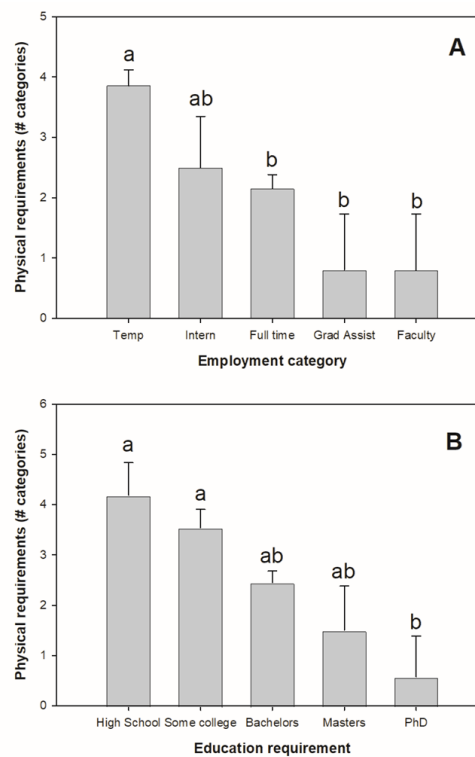 A
Physical requirements (# categories)
5
4
3
2
1
0
a
ab
b
b
b
Temp Intern Full time Grad Assist Faculty
Employment category
B
Physical requirements (# categories)
6
5
4
3
2
1
0
a
a
ab
ab
b
High School Some college Bachelors Masters PhD
Education requirement